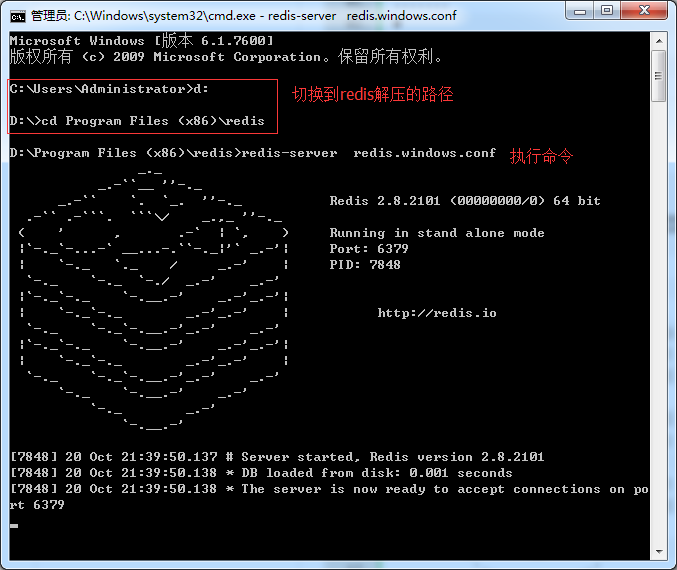 管理员: C:\Windows\system32\cmd.exe - redis-server  redis.windows.conf
Microsoft Windows [版本 6.1.7600]
版权所有 (c) 2009 Microsoft Corporation。保留所有权利。
C:\Users\Administrator>d:
切换到redis解压的路径
D:\>cd Program Files (x86)\redis
D:\Program Files (x86)\redis>redis-server  redis.windows.conf
执行命令
Redis 2.8.2101 (00000000/0) 64 bit
Running in stand alone mode
Port: 6379
PID: 7848
http://redis.io
[7848] 20 Oct 21:39:50.137 # Server started, Redis version 2.8.2101
[7848] 20 Oct 21:39:50.138 * DB loaded from disk: 0.001 seconds
[7848] 20 Oct 21:39:50.138 * The server is now ready to accept connections on po
rt 6379